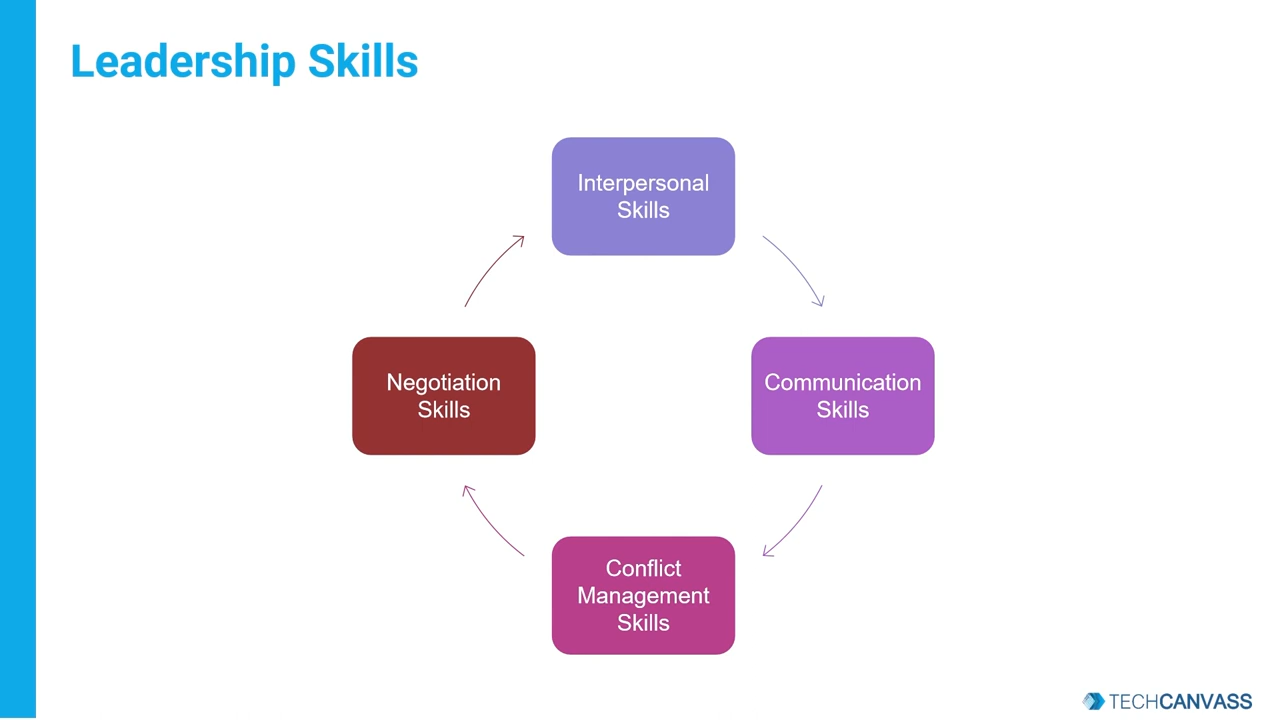 Leadership Skills
Interpersonal
Skills
Negotiation
Skills
Communication
Skills
Conflict
Management
Skills
TECHCANVASS